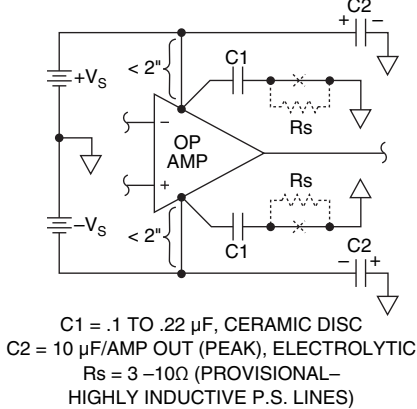 C2
+ −
< 2"
C1
+VS
Rs
−
OP
AMP
+
Rs
−VS
< 2"
C1
C2
− +
C1 = .1 TO .22 µF, CERAMIC DISC
C2 = 10 µF/AMP OUT (PEAK), ELECTROLYTIC
Rs = 3 –10Ω (PROVISIONAL–
HIGHLY INDUCTIVE P.S. LINES)